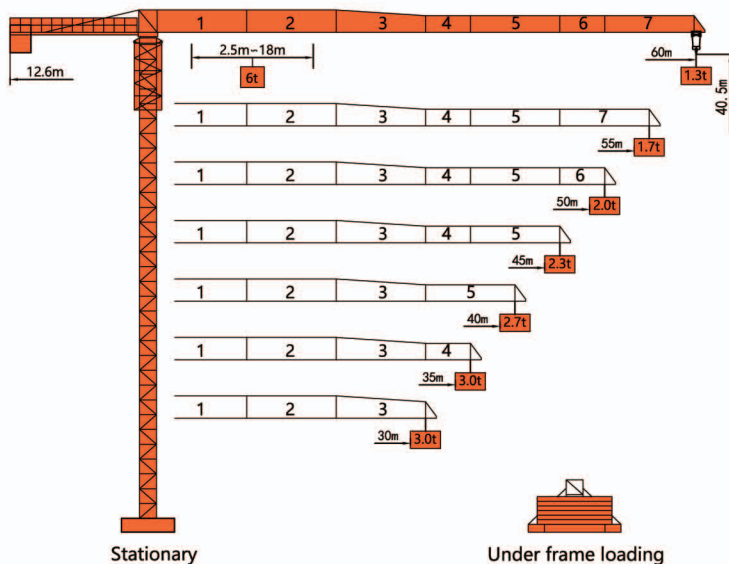 1 2 3 4 5 6 7
2.5m~18m
6t
12.6m
60m
1.3t
40.5m
1 2 3 4 5 7
55m
1.7t
1 2 3 4 5 6
50m
2.0t
1 2 3 4 5
45m
2.3t
1 2 3 5
40m
2.7t
1 2 3 4
35m
3.0t
1 2 3
30m
3.0t
Stationary
Under frame loading